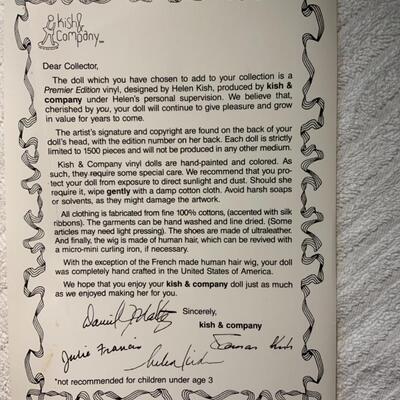 Kish &
Company
Dear Collector,
The doll which you have chosen to add to your collection is a
Premier Edition vinyl, designed by Helen Kish, produced by kish &
company under Helen's personal supervision. We believe that,
cherished by you, your doll will continue to give pleasure and grow
in value for years to come.
The artist's signature and copyright are found on the back of your
doll's head, with the edition number on her back. Each doll is strictly
limited to 1500 pieces and will not be produced in any other medium.
Kish & Company vinyl dolls are hand-painted and colored. As
such, they require some special care. We recommend that you pro-
tect your doll from exposure to direct sunlight and dust. Should she
require it, wipe gently with a damp cotton cloth. Avoid harsh soaps
or solvents, as they might damage the artwork.
All clothing is fabricated from fine 100% cottons, (accented with silk
ribbons). The garments can be hand washed and line dried. (Some
articles may need light pressing). The shoes are made of ultraleather.
And finally, the wig is made of human hair, which can be revived with
a micro-mini curling iron, if necessary.
With the exception of the French made human hair wig, your doll
was completely hand crafted in the United States of America.
We hope that you enjoy your kish & company doll just as much
as we enjoyed making her for you.
Sincerely,
kish & company
Julie Francis
Helen Kish
*not recommended for children under age 3